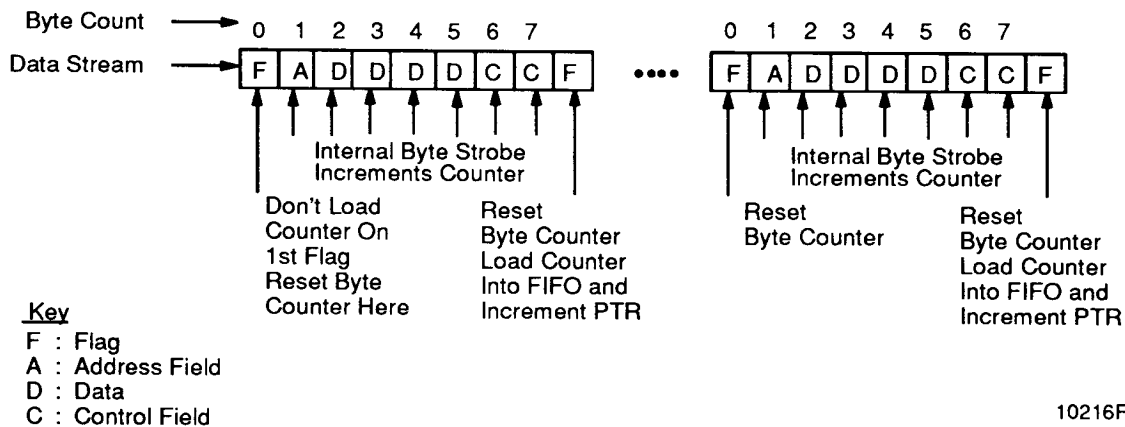 Byte Count 0 1 2 3 4 5 6 7 0 1 2 3 4 5 6 7
Data Stream F A D D D D C C F •••• F A D D D D C C F
Internal Byte Strobe
Increments Counter
Internal Byte Strobe
Increments Counter
Don't Load
Counter On
1st Flag
Reset Byte
Counter Here
Reset
Byte Counter
Load Counter
Into FIFO and
Increment PTR
Reset
Byte Counter
Reset
Byte Counter
Load Counter
Into FIFO and
Increment PTR
Key
F : Flag
A : Address Field
D : Data
C : Control Field
10216F